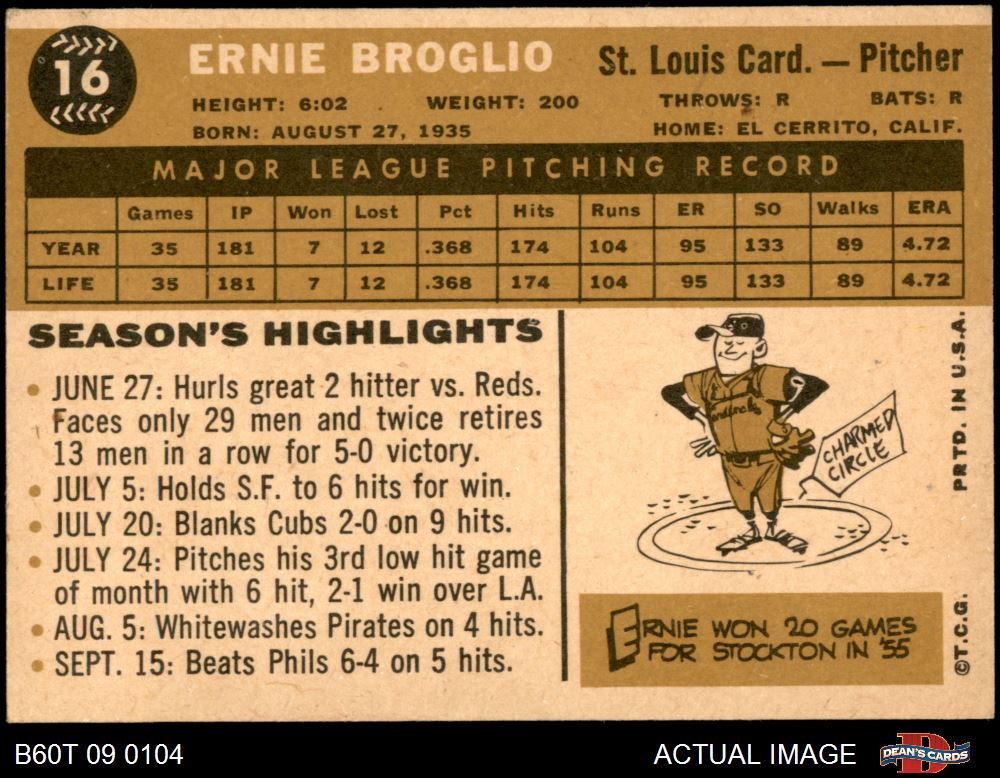 16
ERNIE BROGLIO
St. Louis Card. — Pitcher
HEIGHT: 6:02 WEIGHT: 200 THROWS: R BATS: R
BORN: AUGUST 27, 1935 HOME: EL CERRITO, CALIF.
MAJOR LEAGUE PITCHING RECORD
Games IP Won Lost Pct Hits Runs ER SO Walks ERA
YEAR 35 181 7 12 .368 174 104 95 133 89 4.72
LIFE 35 181 7 12 .368 174 104 95 133 89 4.72
SEASON'S HIGHLIGHTS
• JUNE 27: Hurls great 2 hitter vs. Reds.
Faces only 29 men and twice retires
13 men in a row for 5-0 victory.
• JULY 5: Holds S.F. to 6 hits for win.
• JULY 20: Blanks Cubs 2-0 on 9 hits.
• JULY 24: Pitches his 3rd low hit game
of month with 6 hit, 2-1 win over L.A.
• AUG. 5: Whitewashes Pirates on 4 hits.
• SEPT. 15: Beats Phils 6-4 on 5 hits.
CHARMED
CIRCLE
ERNIE WON 20 GAMES
FOR STOCKTON IN '55
PRTD. IN U.S.A.
©T.C.G.
B60T 09 0104
ACTUAL IMAGE
DEAN'S CARDS